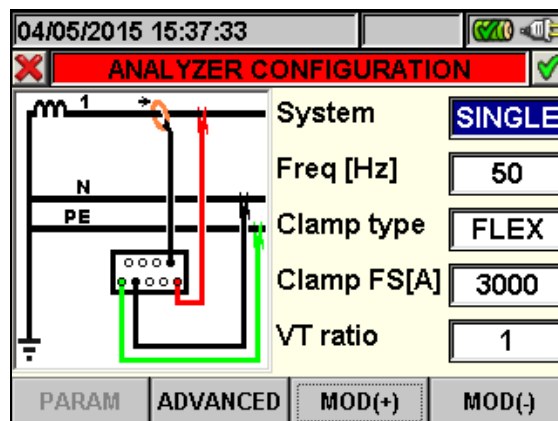 04/05/2015 15:37:33
ANALYZER CONFIGURATION
1
N
PE
System SINGLE
Freq [Hz] 50
Clamp type FLEX
Clamp FS[A] 3000
VT ratio 1
PARAM ADVANCED MOD(+) MOD(-)